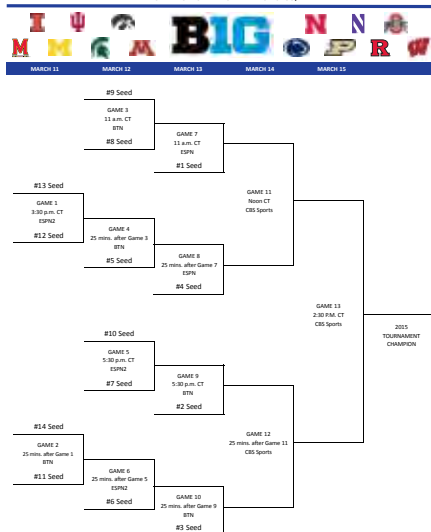 B1G
MARCH 11
MARCH 12
MARCH 13
MARCH 14
MARCH 15
#9 Seed
GAME 3
11 a.m. CT
BTN
#8 Seed
GAME 7
11 a.m. CT
ESPN
#1 Seed
GAME 11
Noon CT
CBS Sports
#13 Seed
GAME 1
3:30 p.m. CT
ESPN2
#12 Seed
GAME 4
25 mins. after Game 3
BTN
#5 Seed
GAME 8
25 mins. after Game 7
ESPN
#4 Seed
GAME 13
2:30 P.M. CT
CBS Sports
2015
TOURNAMENT
CHAMPION
#10 Seed
GAME 5
5:30 p.m. CT
ESPN2
#7 Seed
GAME 9
5:30 p.m. CT
BTN
#2 Seed
GAME 12
25 mins. after Game 11
CBS Sports
#14 Seed
GAME 2
25 mins. after Game 1
BTN
#11 Seed
GAME 6
25 mins. after Game 5
ESPN2
#6 Seed
GAME 10
25 mins. after Game 9
BTN
#3 Seed